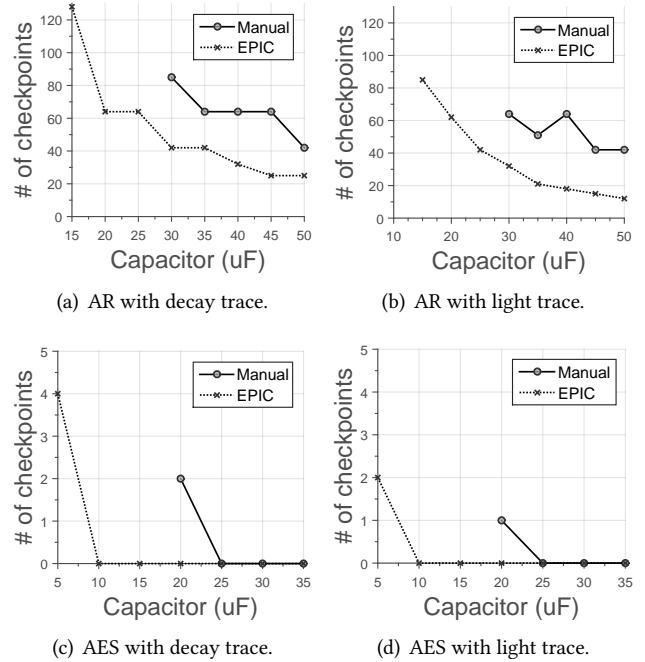 # of checkpoints
120
100
80
60
40
20
0
15 20 25 30 35 40 45 50
Capacitor (uF)
Manual
EPIC
(a) AR with decay trace.
# of checkpoints
120
100
80
60
40
20
0
10 20 30 40 50
Capacitor (uF)
Manual
EPIC
(b) AR with light trace.
# of checkpoints
5
4
3
2
1
0
5 10 15 20 25 30 35
Capacitor (uF)
Manual
EPIC
(c) AES with decay trace.
# of checkpoints
5
4
3
2
1
0
5 10 15 20 25 30 35
Capacitor (uF)
Manual
EPIC
(d) AES with light trace.